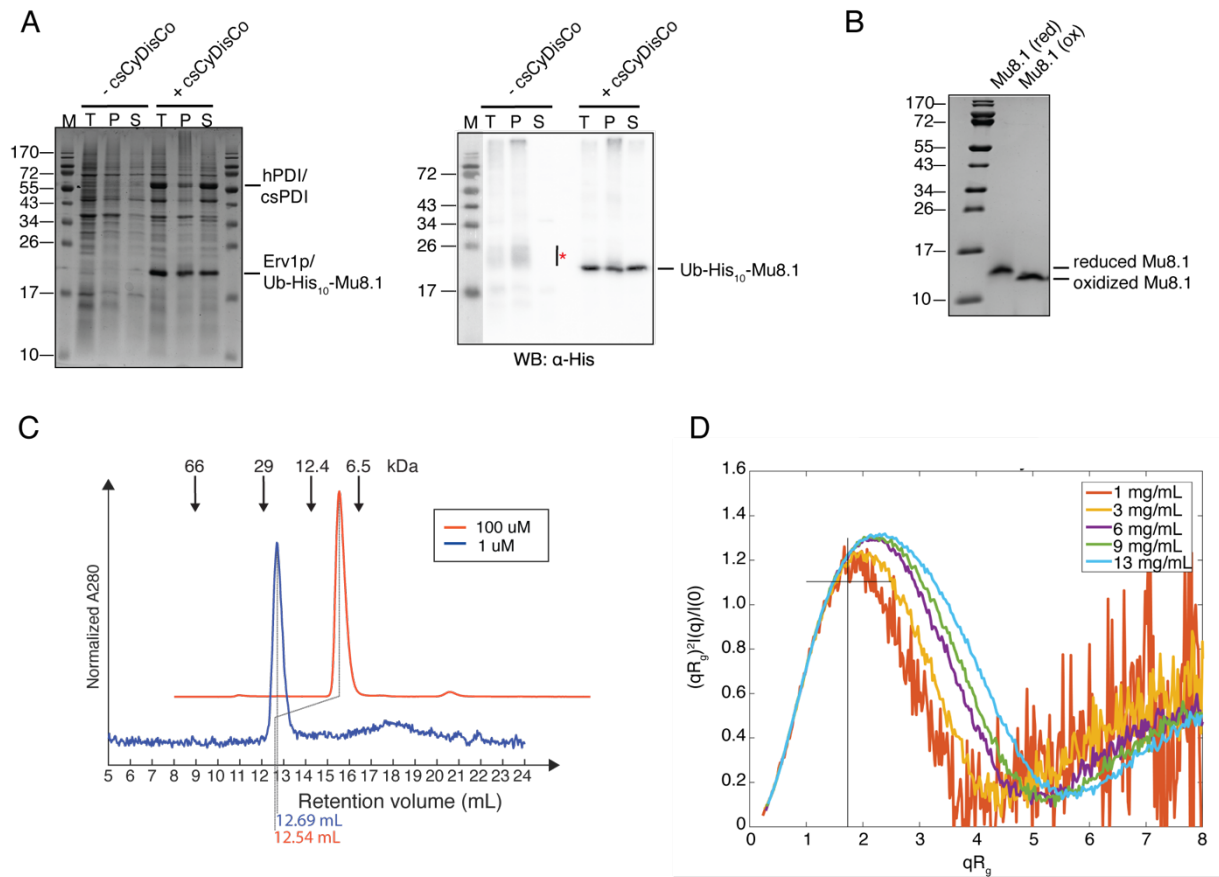 A
- csCyDisCo
+ csCyDisCo
M T P S T P S
170
72
55
43
34
26
17
10
hPDI/
csPDI
Erv1p/
Ub-His10-Mu8.1
- csCyDisCo
+ csCyDisCo
M T P S T P S
72
43
34
26
17
*
Ub-His10-Mu8.1
WB: α-His
B
Mu8.1 (red)
Mu8.1 (ox)
170
72
55
43
34
26
17
10
reduced Mu8.1
oxidized Mu8.1
C
66 29 12.4 6.5 kDa
100 uM
1 uM
Normalized A280
5 6 7 8 9 10 11 12 13 14 15 16 17 18 19 20 21 22 23 24
Retention volume (mL)
12.69 mL
12.54 mL
D
1.6
1.4
1.2
1.0
0.8
0.6
0.4
0.2
0
1 mg/mL
3 mg/mL
6 mg/mL
9 mg/mL
13 mg/mL
(qRg)²I(q)/I(0)
0 1 2 3 4 5 6 7 8
qRg